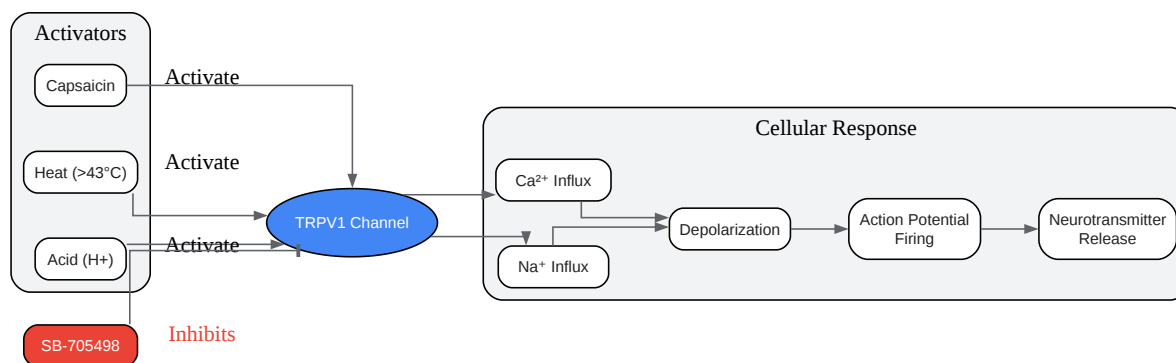 Activators
Capsaicin
Activate
Heat (>43°C)
Activate
Acid (H+)
Activate
SB-705498
Inhibits
TRPV1 Channel
Cellular Response
Ca²⁺ Influx
Na⁺ Influx
Depolarization
Action Potential
Firing
Neurotransmitter
Release